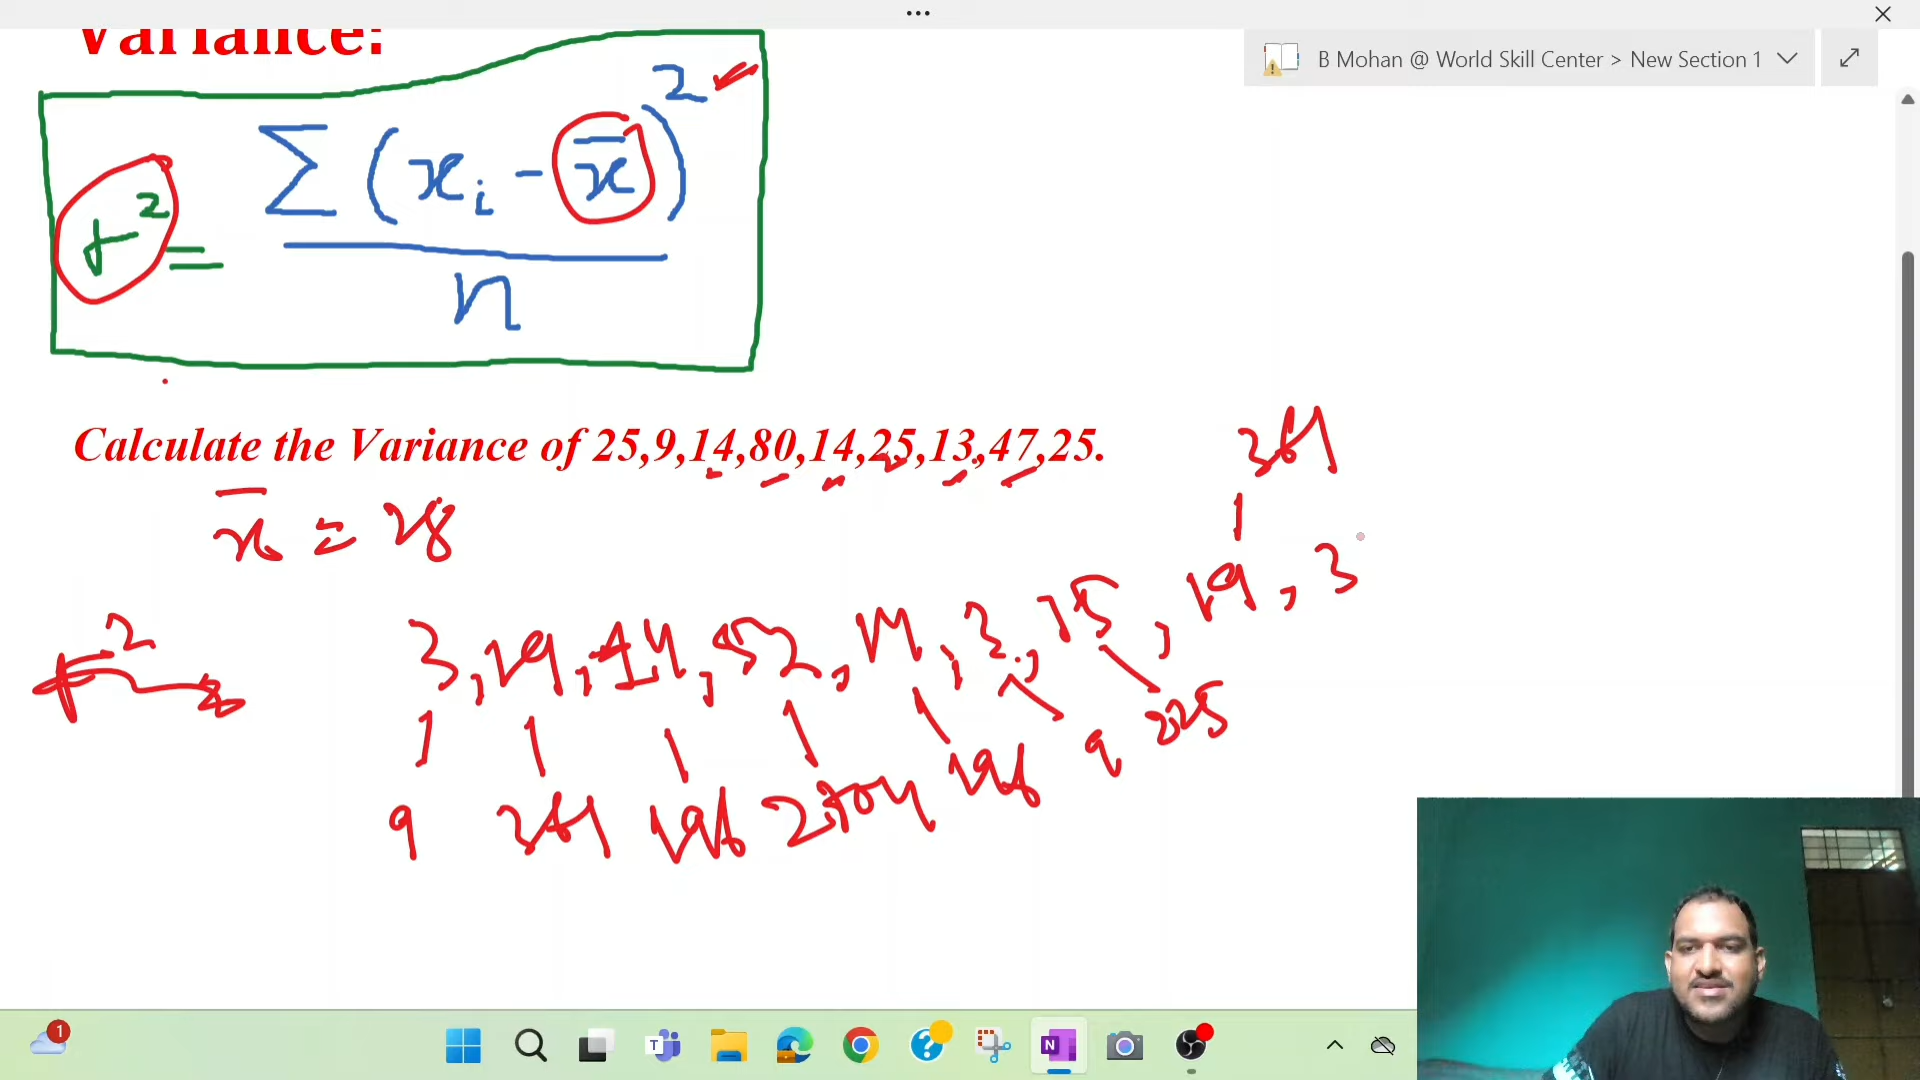 Variance:
B Mohan @ World Skill Center > New Section 1
σ² = Σ (xᵢ - x̄)² / n
Calculate the Variance of 25,9,14,80,14,25,13,47,25.
x̄ = 28
361
σ²
3, 19, 14, 52, 14, 3, 15, 19, 3
9 361 196 2704 196 9 225
1